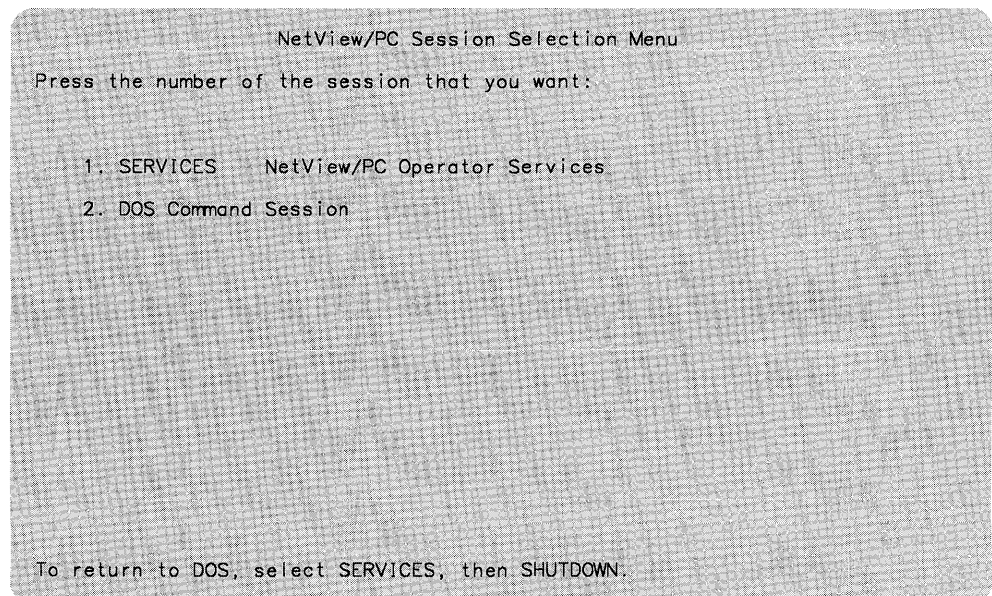 NetView/PC Session Selection Menu
Press the number of the session that you want:
1. SERVICES NetView/PC Operator Services
2. DOS Command Session
To return to DOS, select SERVICES, then SHUTDOWN.